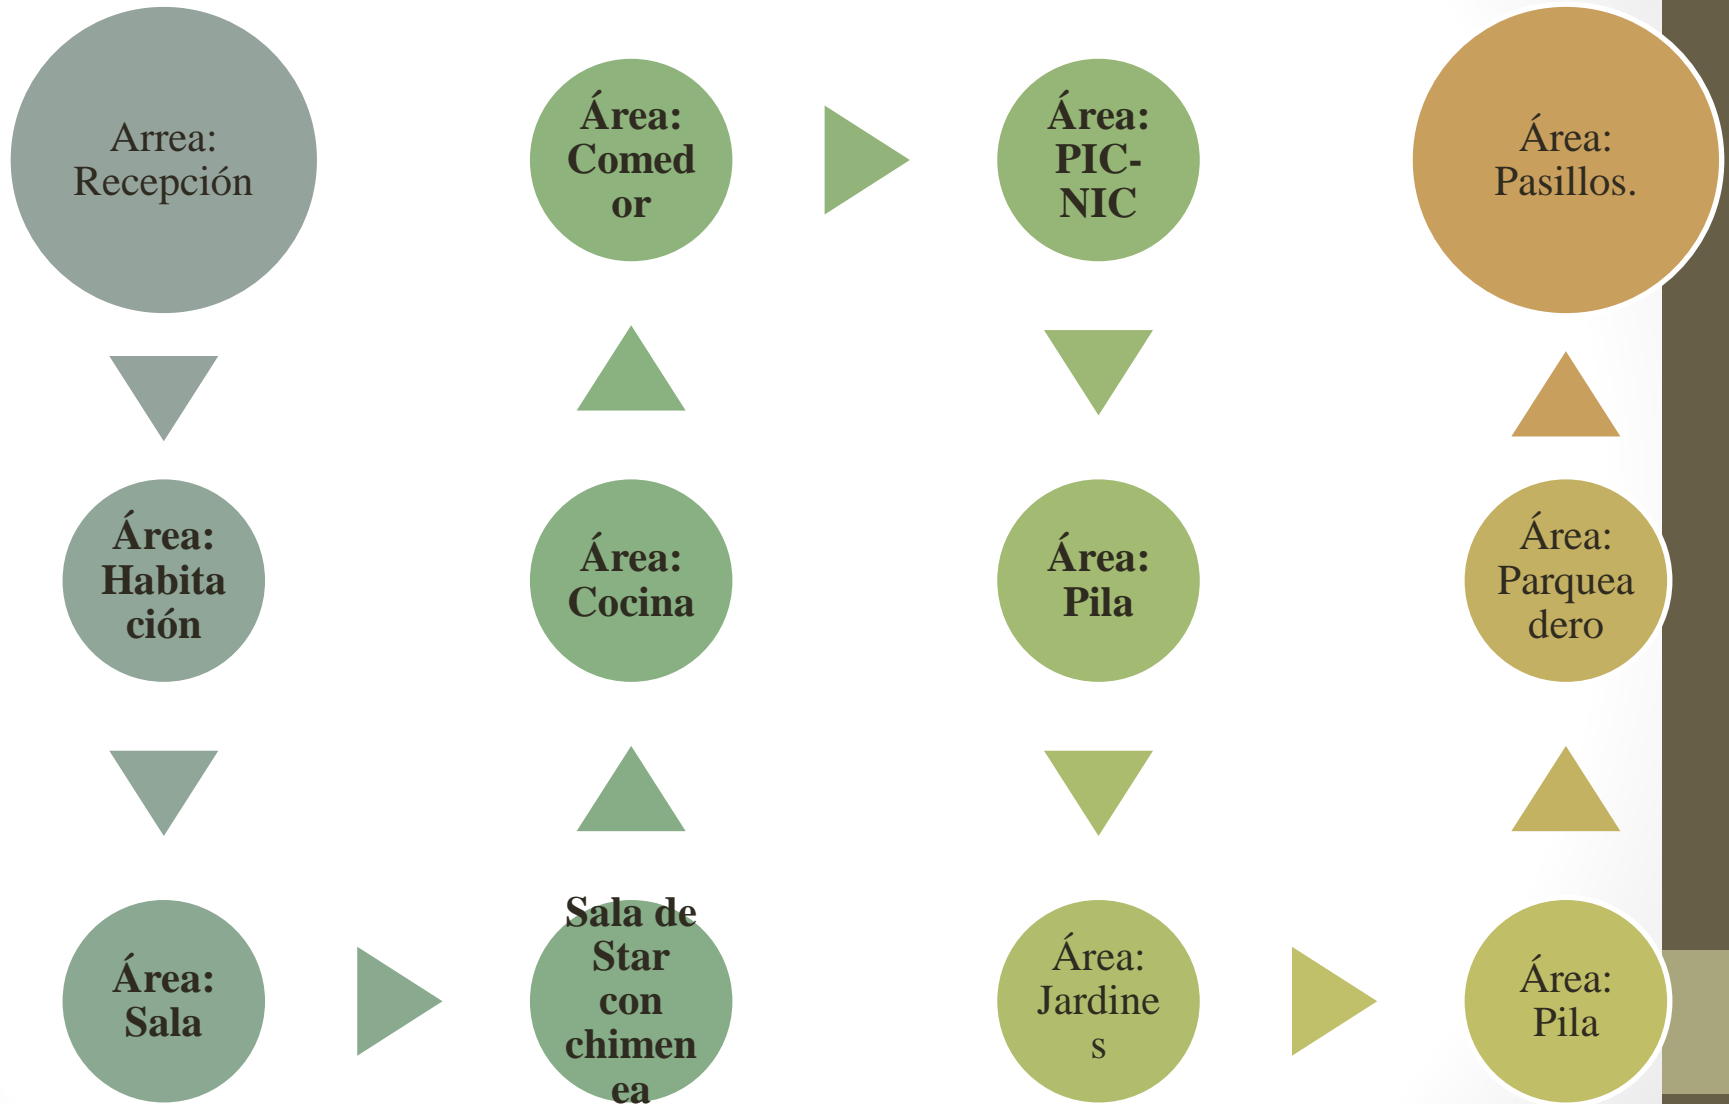 Arrea:
Recepción
Área:
Habita
ción
Área:
Sala
Sala de
Star
con
chimen
ea
Área:
Cocina
Área:
Comed
or
Área:
PIC-
NIC
Área:
Pila
Área:
Jardine
s
Área:
Pila
Área:
Parquea
dero
Área:
Pasillos.